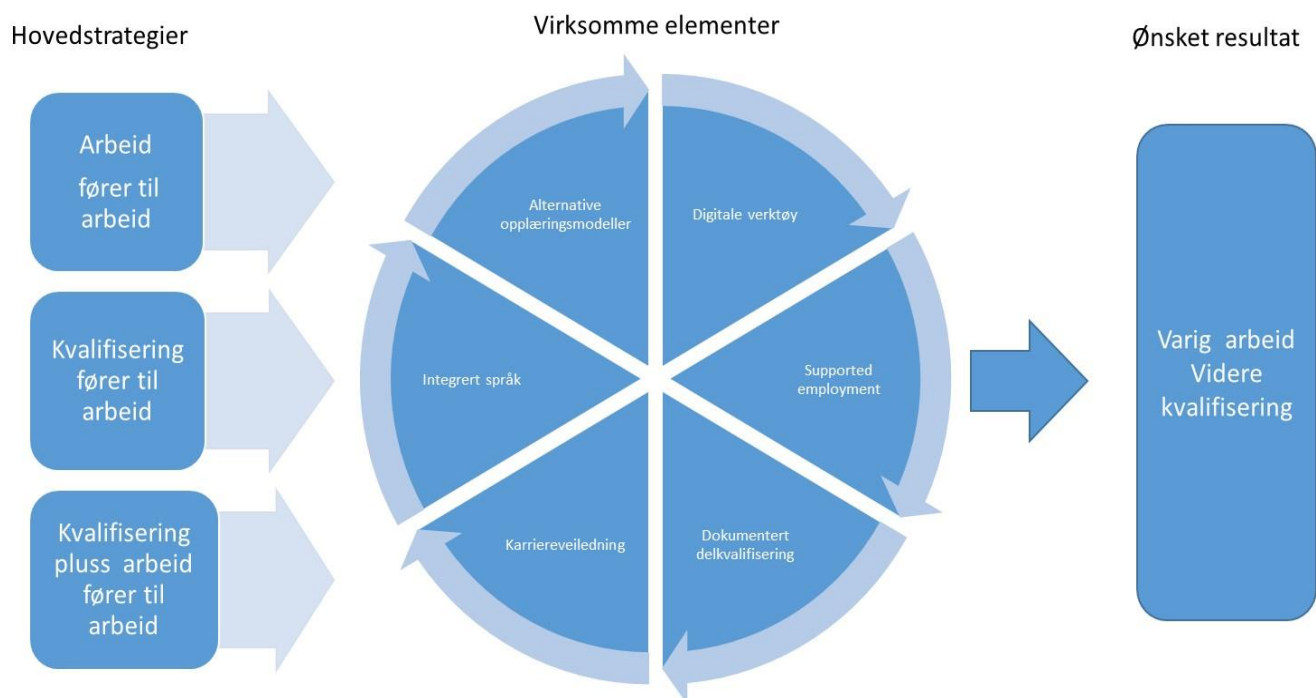 Hovedstrategier
Virksomme elementer
Ønsket resultat
Arbeid
fører til
arbeid
Kvalifisering
fører til
arbeid
Kvalifisering
pluss arbeid
fører til
arbeid
Alternative
opplæringsmodeller
Digitale verktøy
Integrert språk
Supported
employment
Karriereveiledning
Dokumentert
delkvalifisering
Varig arbeid
Videre
kvalifisering